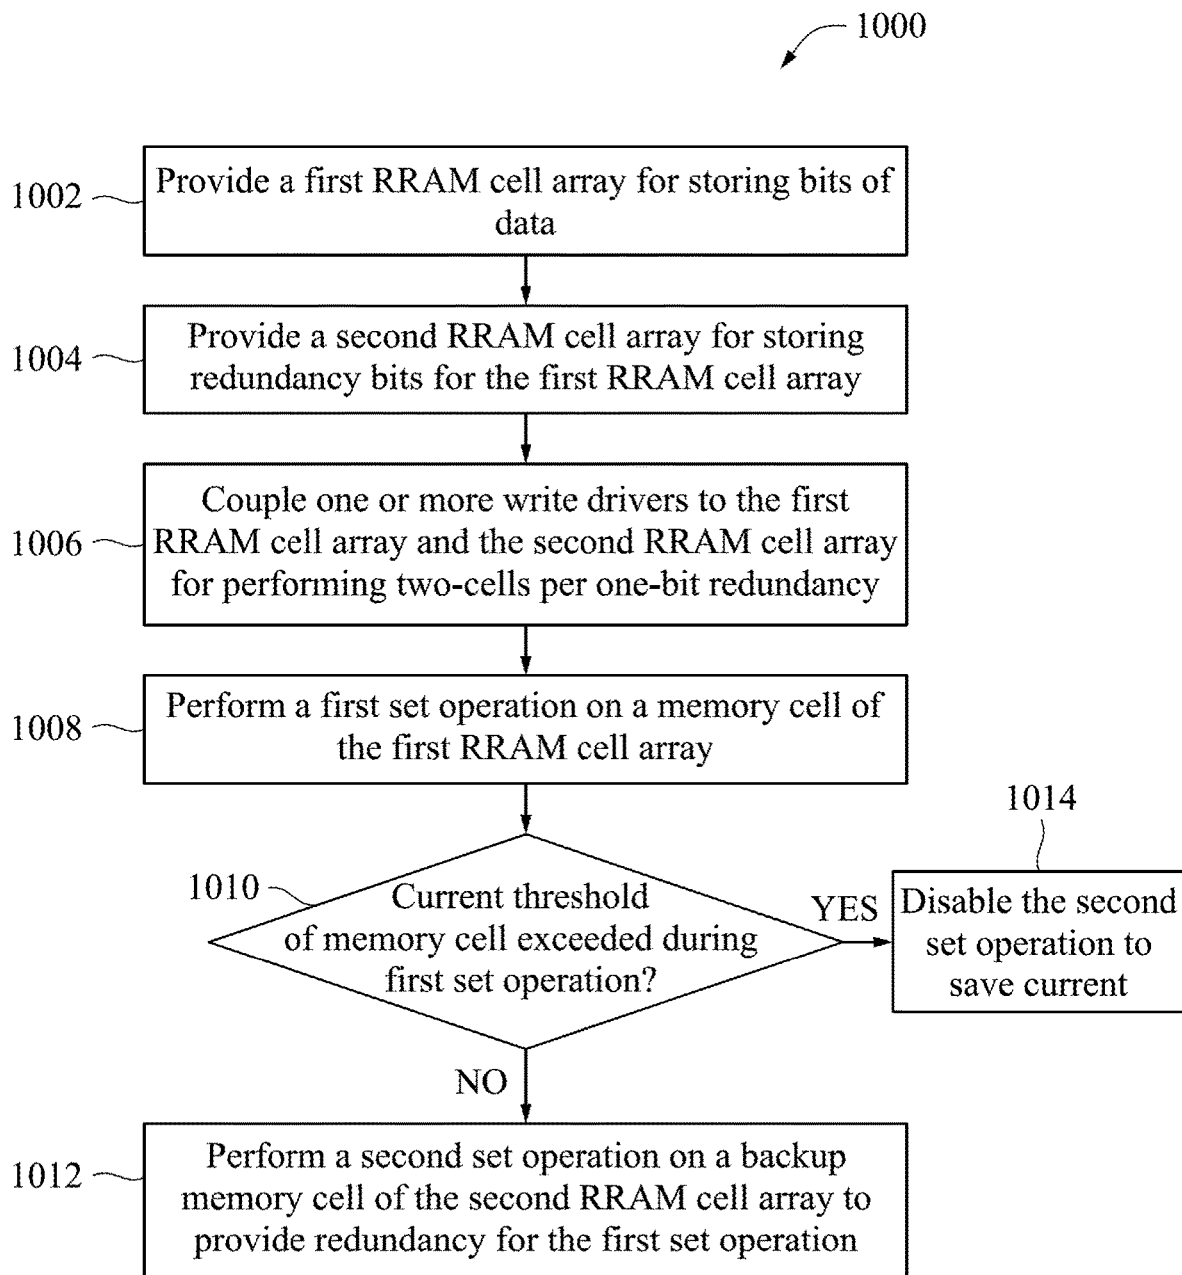 1000
1002
Provide a first RRAM cell array for storing bits of
data
1004
Provide a second RRAM cell array for storing
redundancy bits for the first RRAM cell array
1006
Couple one or more write drivers to the first
RRAM cell array and the second RRAM cell array
for performing two-cells per one-bit redundancy
1008
Perform a first set operation on a memory cell of
the first RRAM cell array
1010
Current threshold
of memory cell exceeded during
first set operation?
YES
1014
Disable the second
set operation to
save current
NO
1012
Perform a second set operation on a backup
memory cell of the second RRAM cell array to
provide redundancy for the first set operation